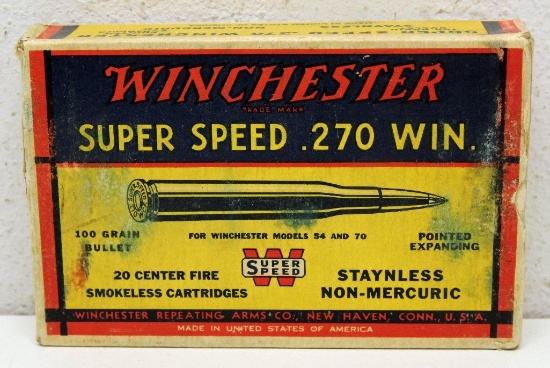 WINCHESTER
TRADE MARK
SUPER SPEED .270 WIN.
100 GRAIN
BULLET
FOR WINCHESTER MODELS 54 AND 70
POINTED
EXPANDING
20 CENTER FIRE
SMOKELESS CARTRIDGES
W
SUPER
SPEED
STAYNLESS
NON-MERCURIC
WINCHESTER REPEATING ARMS CO., NEW HAVEN, CONN., U.S.A.
MADE IN UNITED STATES OF AMERICA